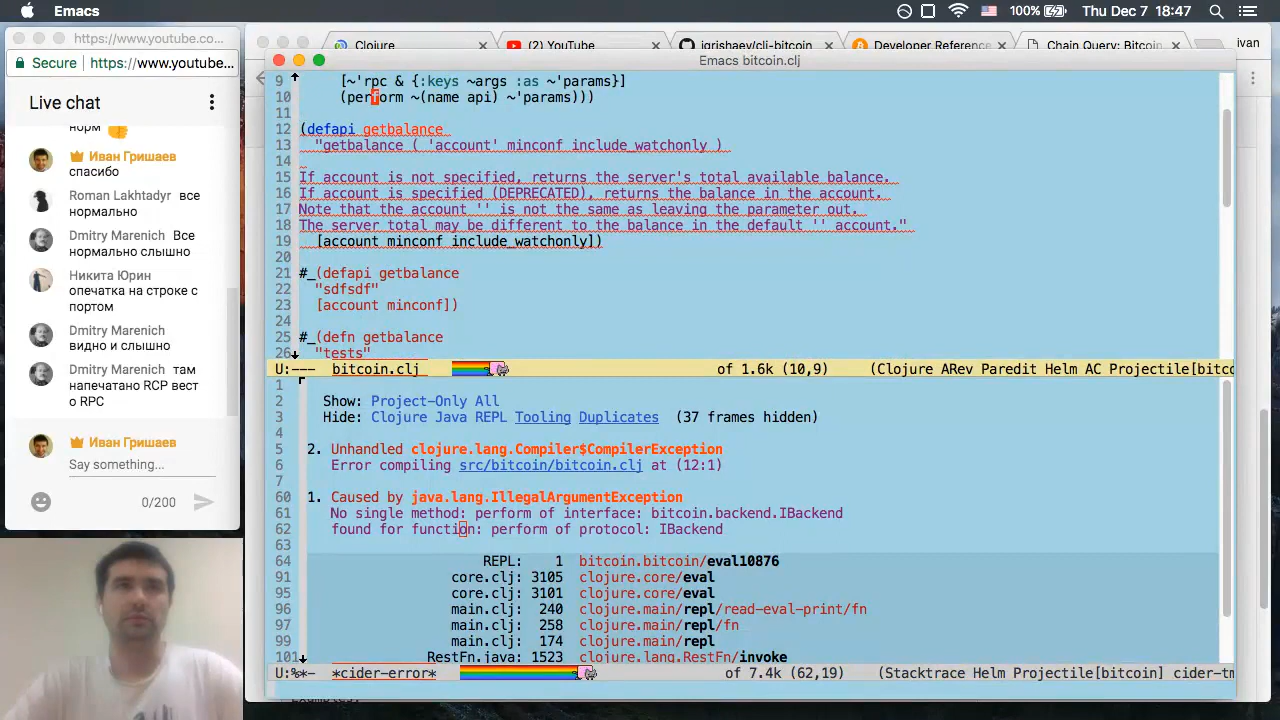 Emacs
100%
Thu Dec 7 18:47
https://www.youtube.co...
Secure
https://www.youtube...
Live chat
норм
Иван Гришаев
спасибо
Roman Lakhtadyr все
нормально
Dmitry Marenich Все
нормально слышно
Никита Юрин
опечатка на строке с
портом
Dmitry Marenich
видно и слышно
Dmitry Marenich там
напечатано RCP вест
о RPC
Иван Гришаев
Say something...
0/200
Clojure
(2) YouTube
igrishaev/cli-bitcoin
Developer Reference
Chain Query: Bitcoin
ivan
Emacs bitcoin.clj
9 [~'rpc & {:keys ~args :as ~'params}]
10 (perform ~(name api) ~'params)))
11
12 (defapi getbalance
13 "getbalance ( 'account' minconf include_watchonly )
14
15 If account is not specified, returns the server's total available balance.
16 If account is specified (DEPRECATED), returns the balance in the account.
17 Note that the account '' is not the same as leaving the parameter out.
18 The server total may be different to the balance in the default '' account."
19 [account minconf include_watchonly])
20
21 #_(defapi getbalance
22 "sdfsdf"
23 [account minconf])
24
25 #_(defn getbalance
26 "tests"
U:--- bitcoin.clj of 1.6k (10,9) (Clojure ARev Paredit Helm AC Projectile[bitc
1
2 Show: Project-Only All
3 Hide: Clojure Java REPL Tooling Duplicates (37 frames hidden)
4
5 2. Unhandled clojure.lang.Compiler$CompilerException
6 Error compiling src/bitcoin/bitcoin.clj at (12:1)
7
60 1. Caused by java.lang.IllegalArgumentException
61 No single method: perform of interface: bitcoin.backend.IBackend
62 found for function: perform of protocol: IBackend
63
64 REPL: 1 bitcoin.bitcoin/eval10876
91 core.clj: 3105 clojure.core/eval
95 core.clj: 3101 clojure.core/eval
96 main.clj: 240 clojure.main/repl/read-eval-print/fn
97 main.clj: 258 clojure.main/repl/fn
99 main.clj: 174 clojure.main/repl
101 RestFn.java: 1523 clojure.lang.RestFn/invoke
U:%*- *cider-error* of 7.4k (62,19) (Stacktrace Helm Projectile[bitcoin] cider-tm